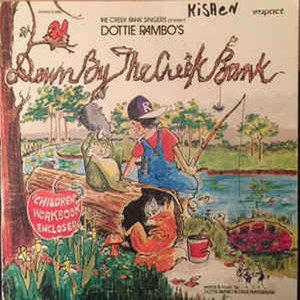 KISHEN
impact
THE CREEK BANK SINGERS present
DOTTIE RAMBO'S
Down By The Creek Bank
R
CHILDREN'S
WORKBOOK
ENCLOSED